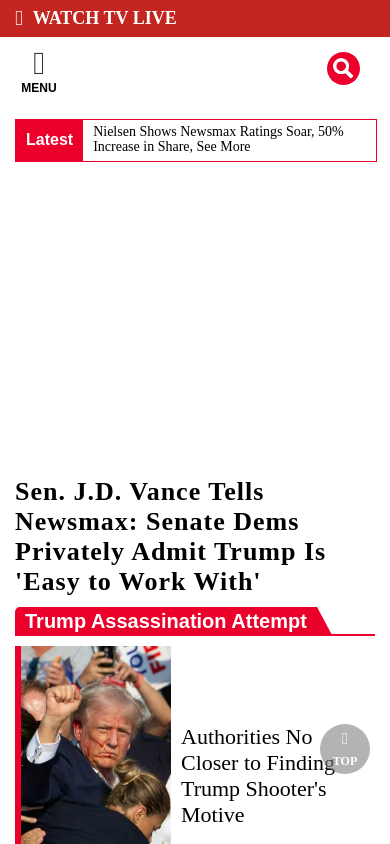 WATCH TV LIVE
MENU
Latest
Nielsen Shows Newsmax Ratings Soar, 50%
Increase in Share, See More
Sen. J.D. Vance Tells
Newsmax: Senate Dems
Privately Admit Trump Is
'Easy to Work With'
Trump Assassination Attempt
Authorities No
Closer to Finding
Trump Shooter's
Motive
TOP